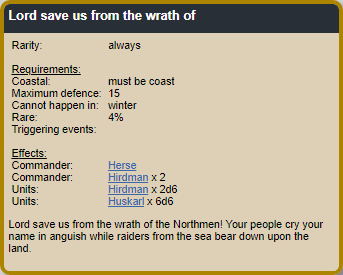 Lord save us from the wrath of
Rarity: always
Requirements:
Coastal: must be coast
Maximum defence: 15
Cannot happen in: winter
Rare: 4%
Triggering events:
Effects:
Commander: Herse
Commander: Hirdman x 2
Units: Hirdman x 2d6
Units: Huskarl x 6d6
Lord save us from the wrath of the Northmen! Your people cry your
name in anguish while raiders from the sea bear down upon the
land.